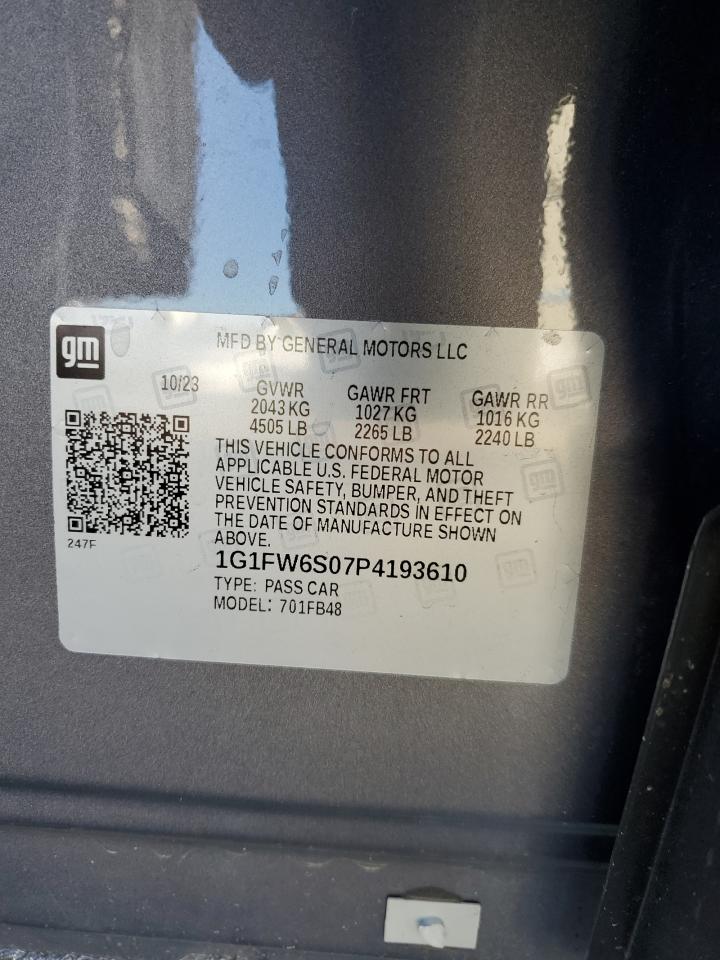 gm
MFD BY GENERAL MOTORS LLC
10/23
GVWR
2043 KG
4505 LB
GAWR FRT
1027 KG
2265 LB
GAWR RR
1016 KG
2240 LB
THIS VEHICLE CONFORMS TO ALL
APPLICABLE U.S. FEDERAL MOTOR
VEHICLE SAFETY, BUMPER, AND THEFT
PREVENTION STANDARDS IN EFFECT ON
THE DATE OF MANUFACTURE SHOWN
ABOVE.
247F
1G1FW6S07P4193610
TYPE: PASS CAR
MODEL: 701FB48